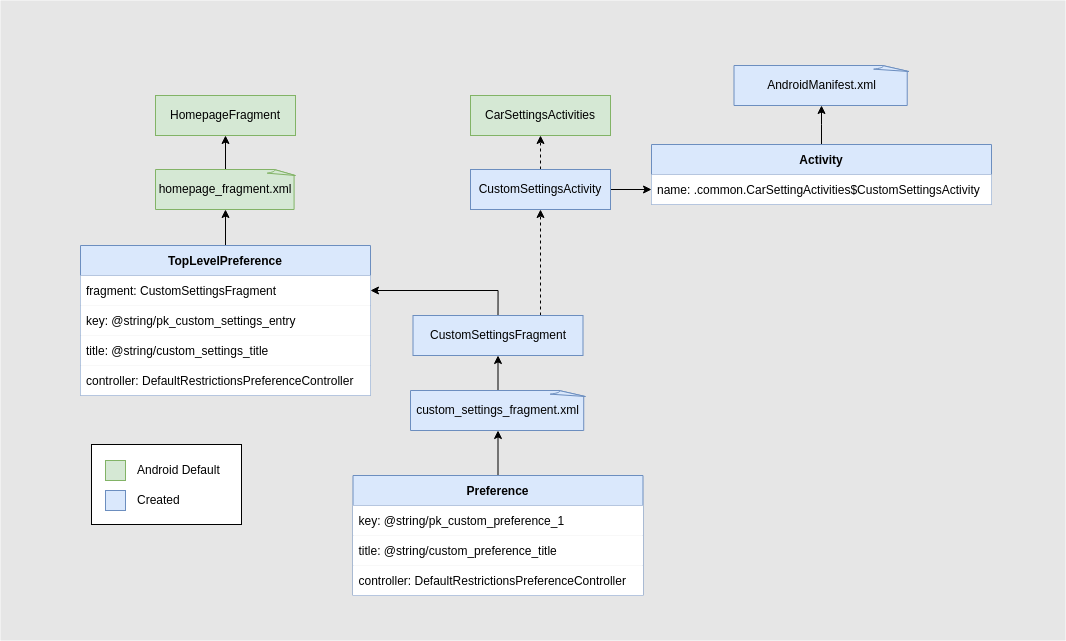 AndroidManifest.xml
HomepageFragment
CarSettingsActivities
Activity
homepage_fragment.xml
CustomSettingsActivity
name: .common.CarSettingActivities$CustomSettingsActivity
TopLevelPreference
fragment: CustomSettingsFragment
key: @string/pk_custom_settings_entry
title: @string/custom_settings_title
controller: DefaultRestrictionsPreferenceController
CustomSettingsFragment
custom_settings_fragment.xml
Android Default
Created
Preference
key: @string/pk_custom_preference_1
title: @string/custom_preference_title
controller: DefaultRestrictionsPreferenceController